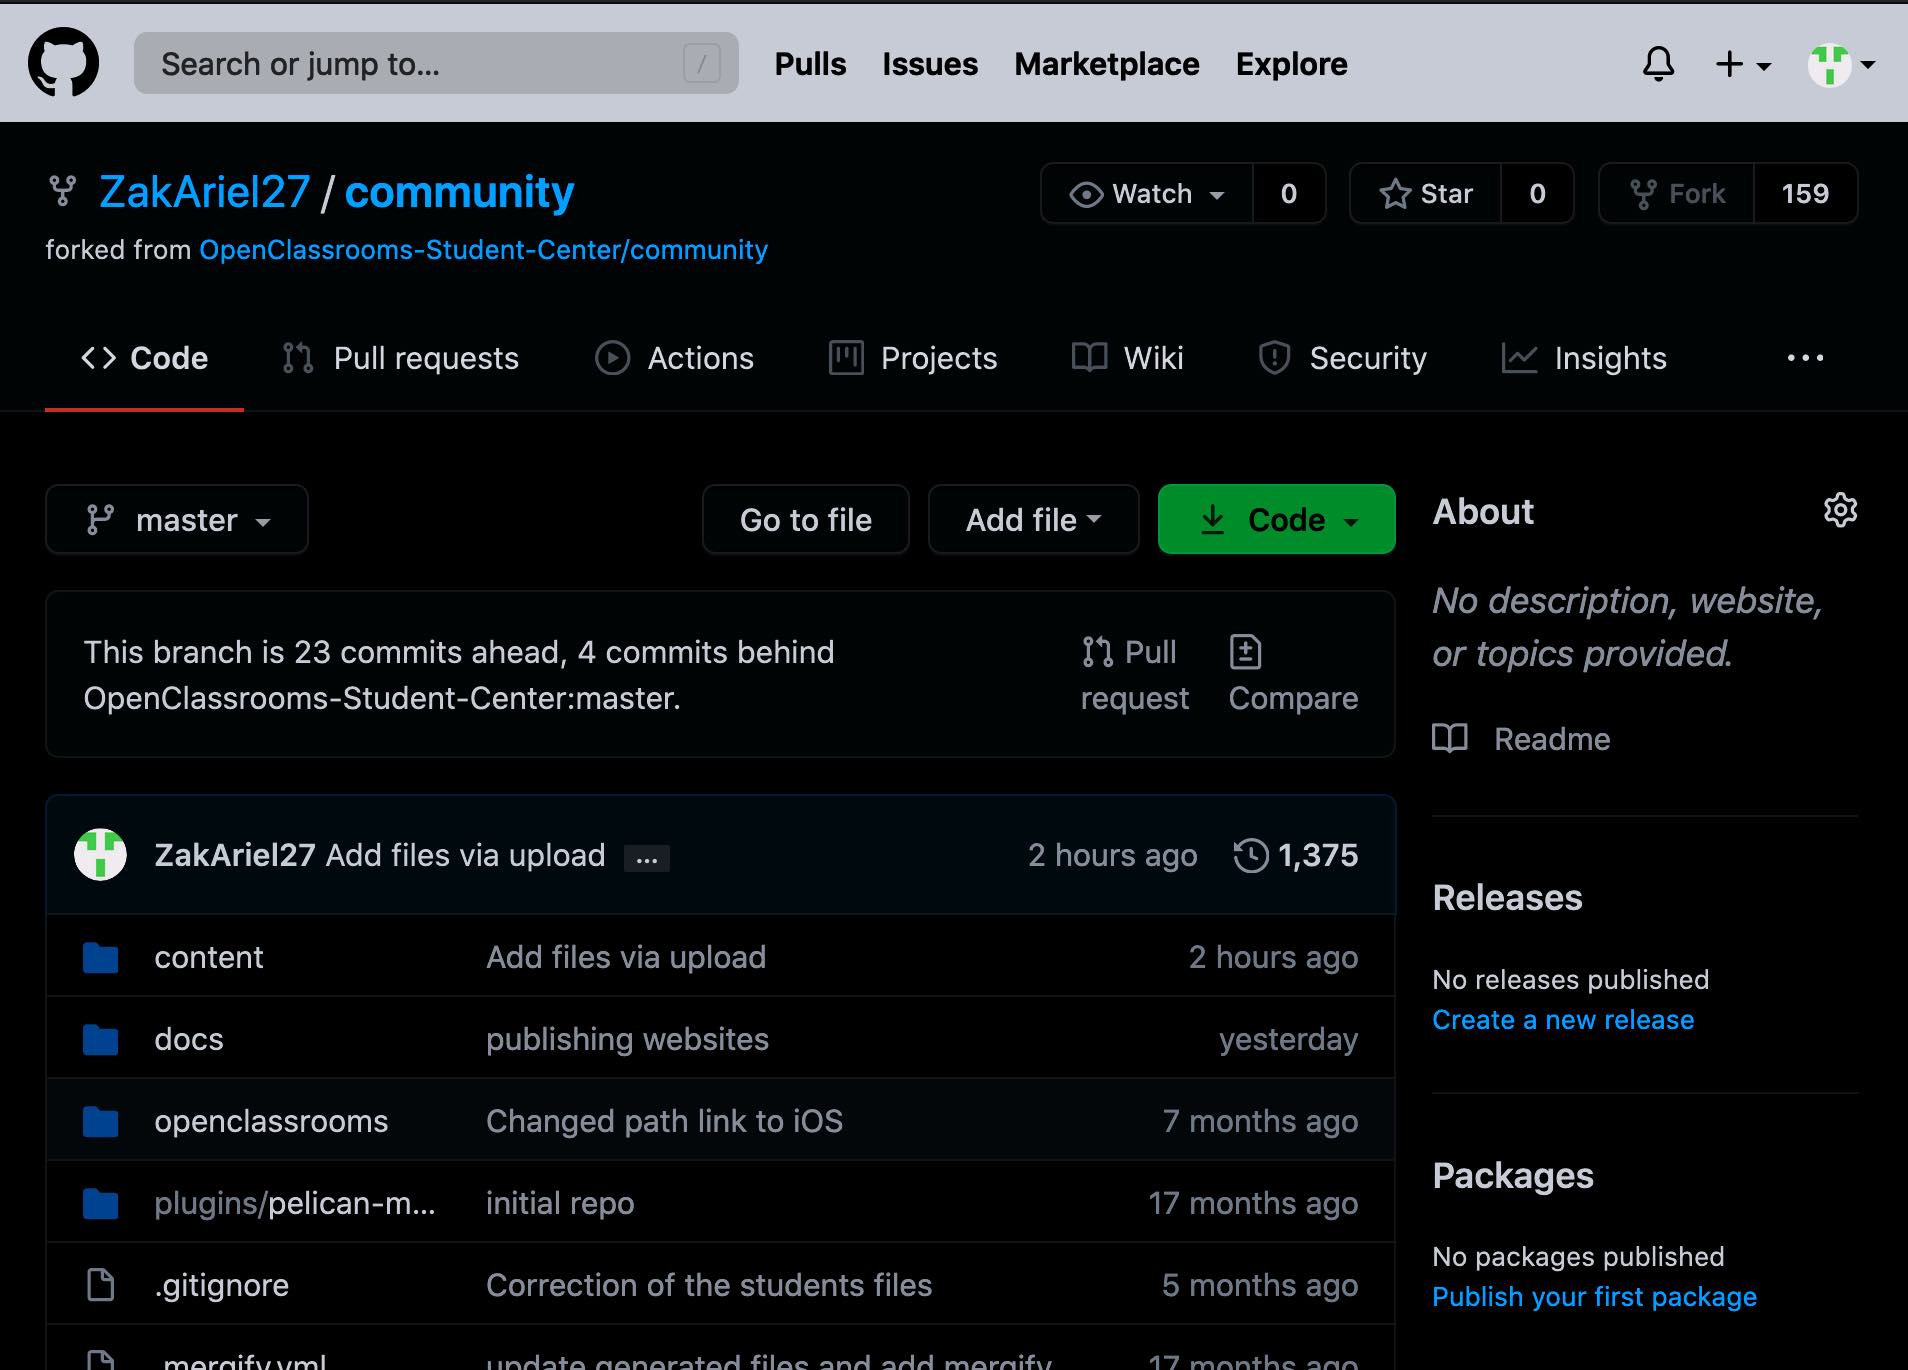 Search or jump to... /
Pulls Issues Marketplace Explore
ZakAriel27 / community
forked from OpenClassrooms-Student-Center/community
Watch 0 Star 0 Fork 159
Code Pull requests Actions Projects Wiki Security Insights ...
master Go to file Add file Code
This branch is 23 commits ahead, 4 commits behind
OpenClassrooms-Student-Center:master.
Pull
request
Compare
ZakAriel27 Add files via upload ... 2 hours ago 1,375
content Add files via upload 2 hours ago
docs publishing websites yesterday
openclassrooms Changed path link to iOS 7 months ago
plugins/pelican-m... initial repo 17 months ago
.gitignore Correction of the students files 5 months ago
.mergify.yml update generated files and add mergify 17 months ago
About
No description, website,
or topics provided.
Readme
Releases
No releases published
Create a new release
Packages
No packages published
Publish your first package